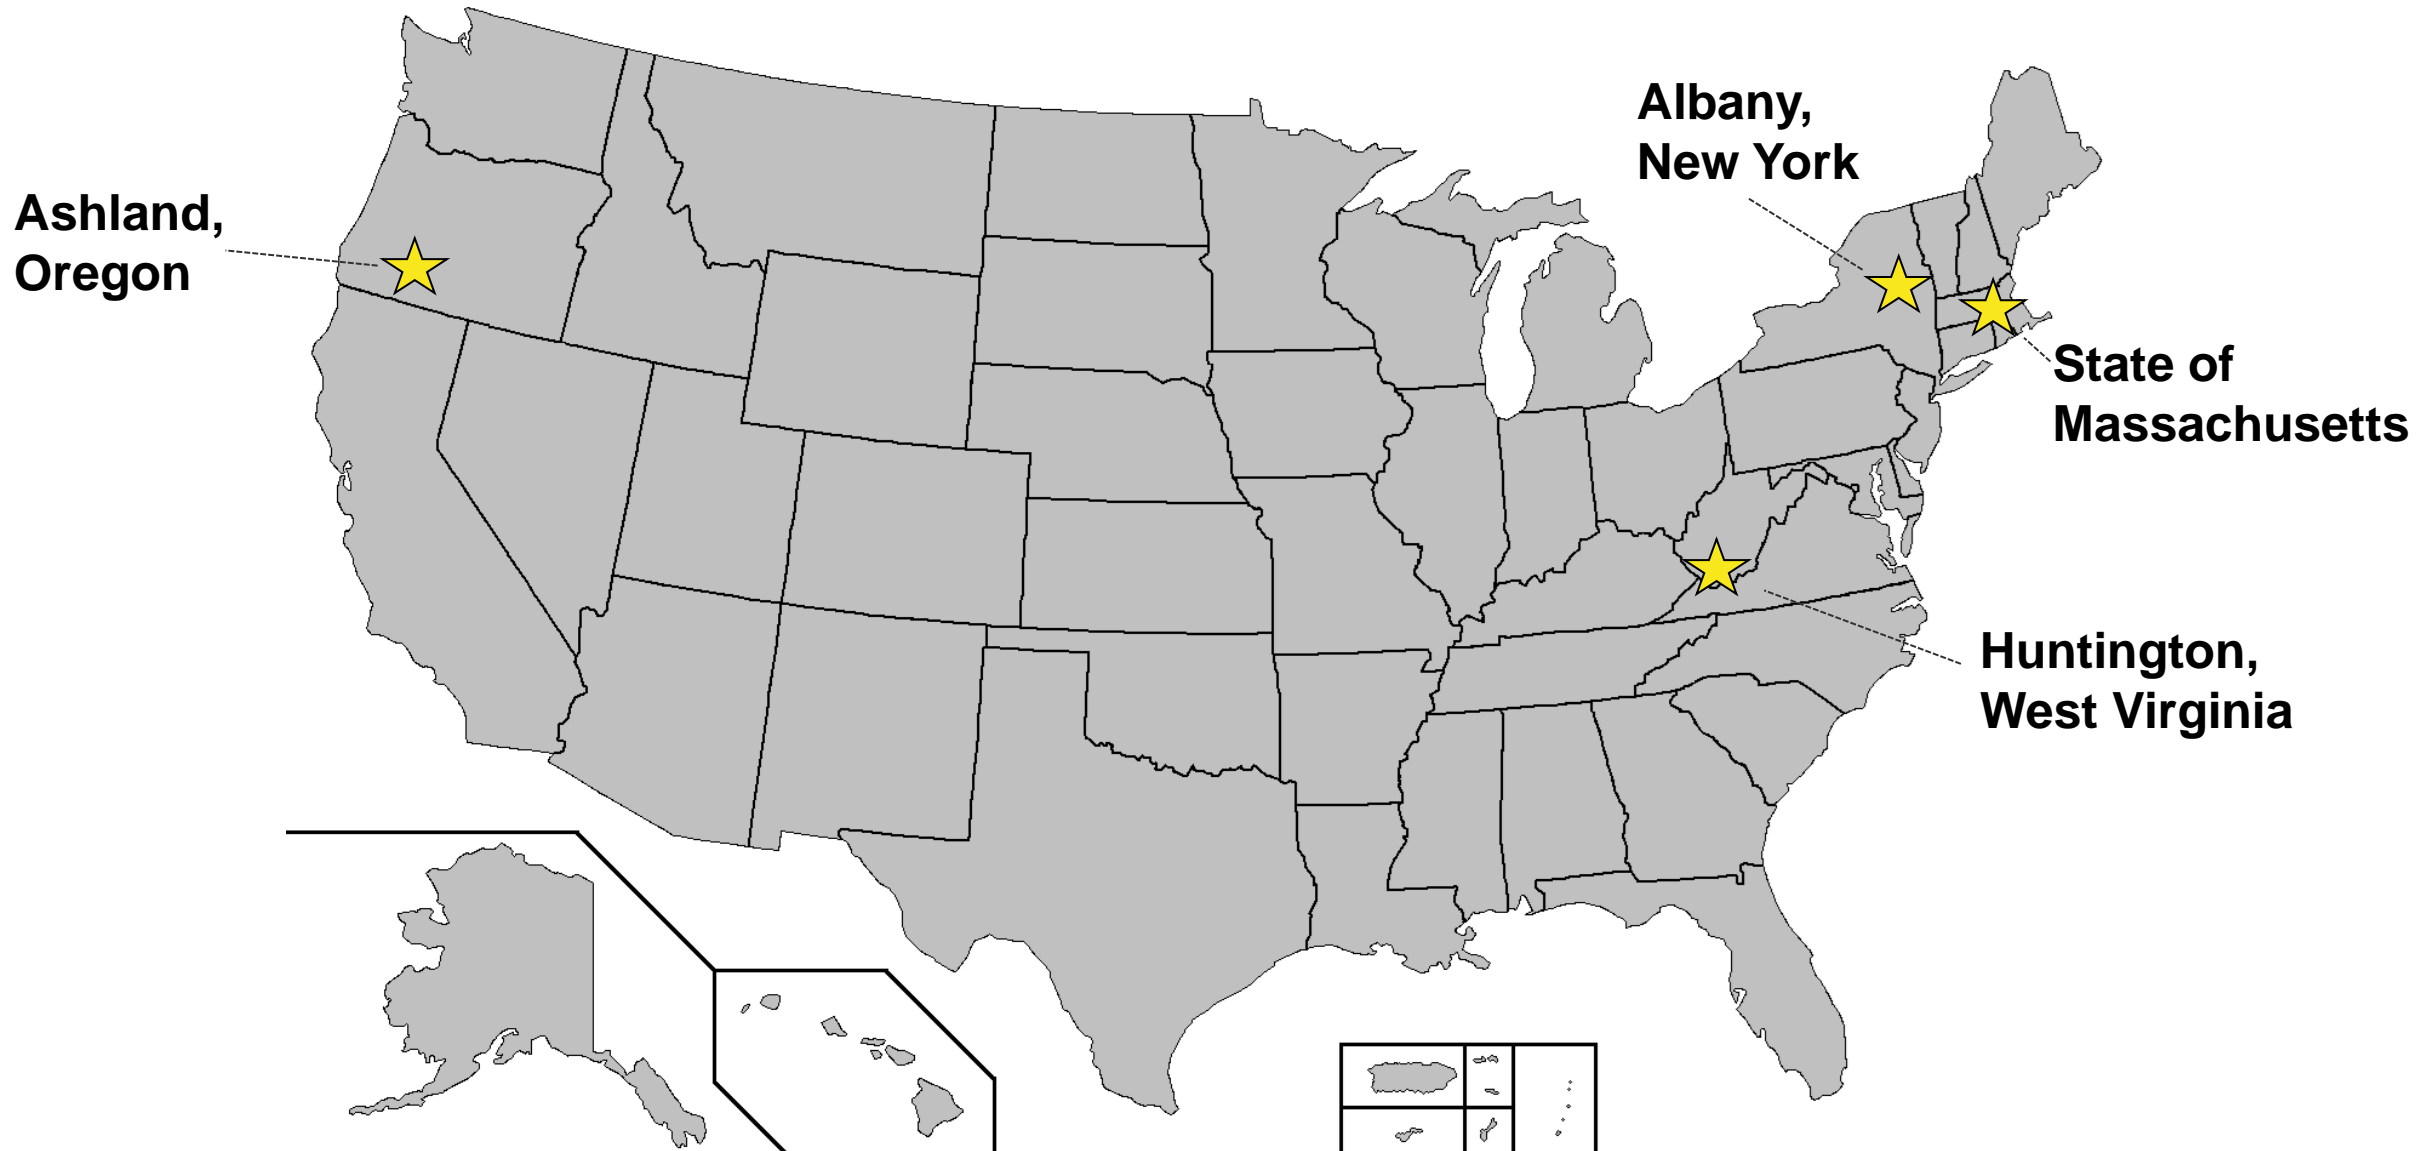 Albany,
New York
Ashland,
Oregon
State of
Massachusetts
Huntington,
West Virginia